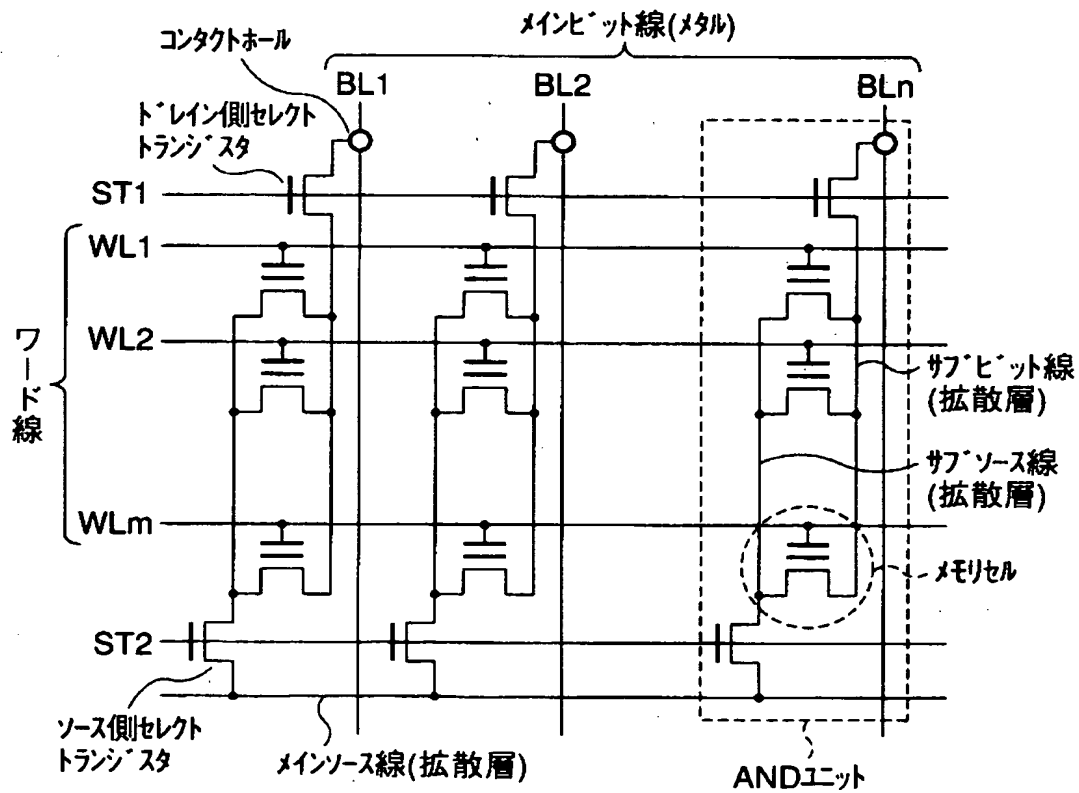 メインビット線(メタル)
コンタクトホール
BL1
BL2
BLn
ドレイン側セレクト
トランジスタ
ST1
WL1
WL2
ワード線
サブビット線
(拡散層)
サブソース線
(拡散層)
WLm
メモリセル
ST2
ソース側セレクト
トランジスタ
メインソース線(拡散層)
ANDユニット